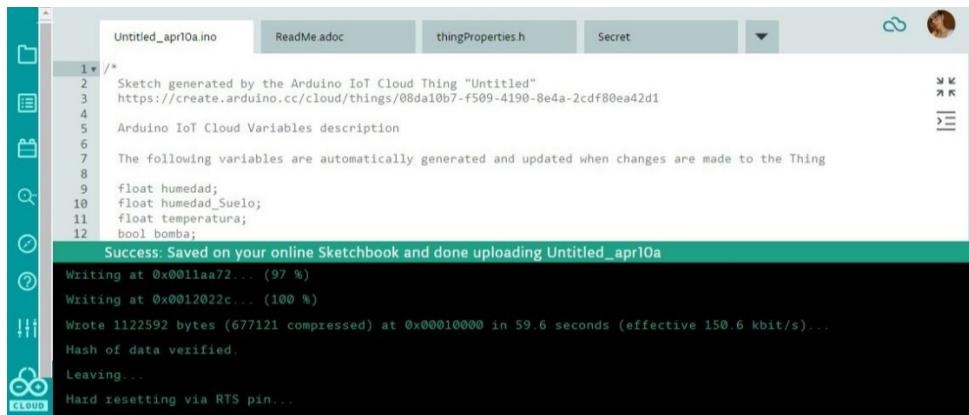 Untitled_apr10a.ino ReadMe.adoc thingProperties.h Secret
1 /*
2 Sketch generated by the Arduino IoT Cloud Thing "Untitled"
3 https://create.arduino.cc/cloud/things/08da10b7-f509-4190-8e4a-2cdf80ea42d1
4
5 Arduino IoT Cloud Variables description
6
7 The following variables are automatically generated and updated when changes are made to the Thing
8
9 float humedad;
10 float humedad_Suelo;
11 float temperatura;
12 bool bomba;
Success: Saved on your online Sketchbook and done uploading Untitled_apr10a
Writing at 0x0011aa72... (97 %)
Writing at 0x0012022c... (100 %)
Wrote 1122592 bytes (677121 compressed) at 0x00010000 in 59.6 seconds (effective 150.6 kbit/s)...
Hash of data verified.
Leaving...
Hard resetting via RTS pin...
CLOUD